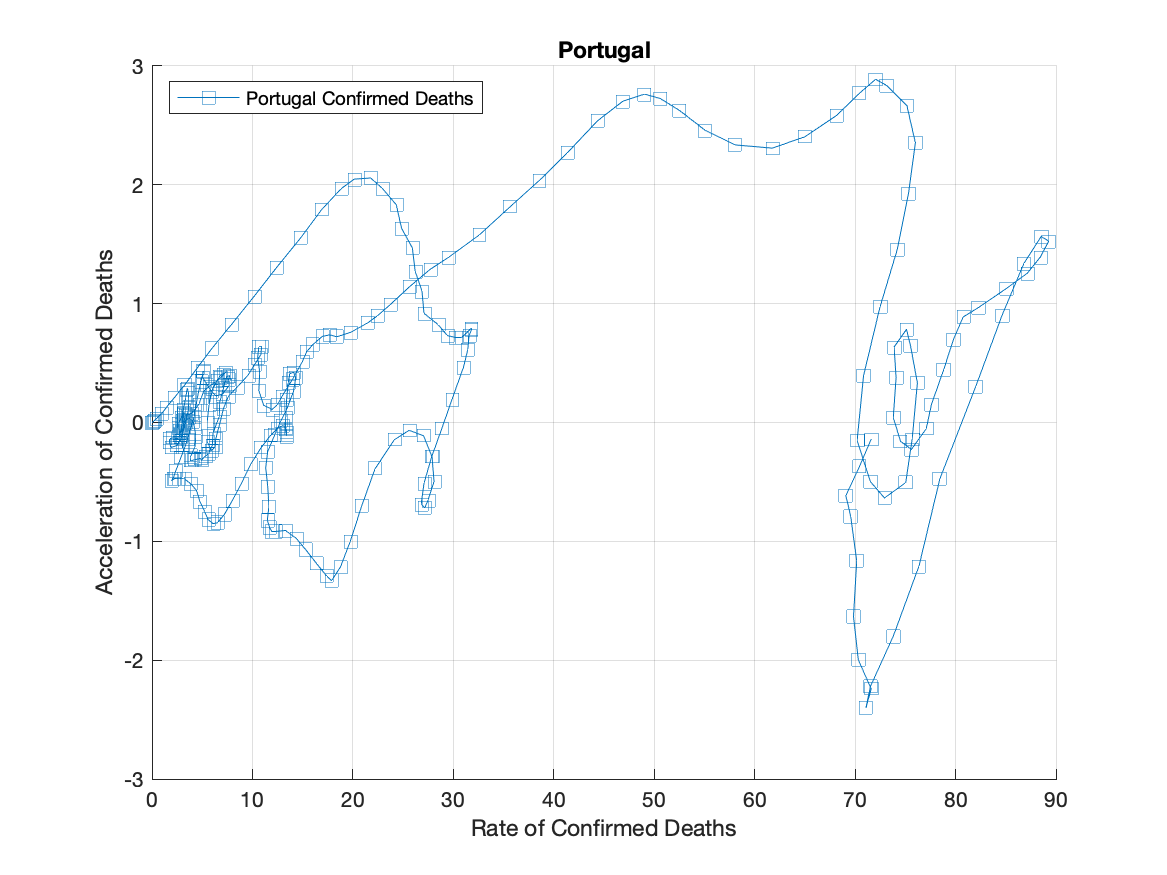 Portugal
Portugal Confirmed Deaths
3
2
1
0
-1
-2
-3
Acceleration of Confirmed Deaths
0 10 20 30 40 50 60 70 80 90
Rate of Confirmed Deaths